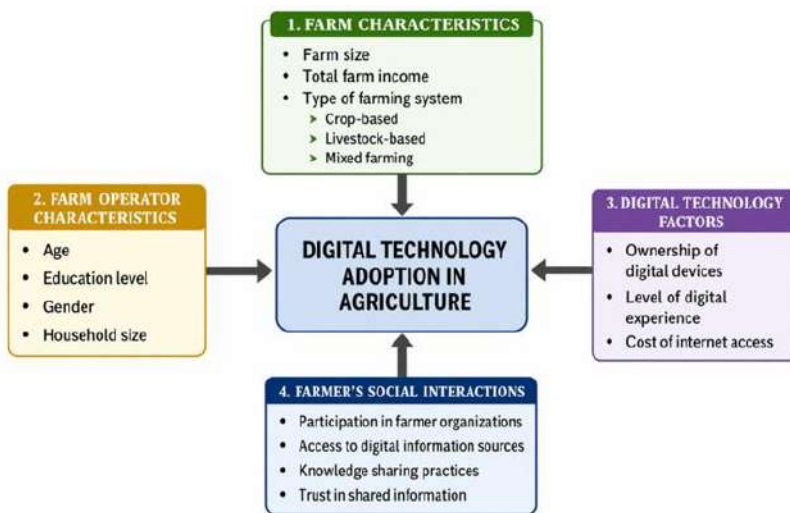 1. FARM CHARACTERISTICS
• Farm size
• Total farm income
• Type of farming system
➤ Crop-based
➤ Livestock-based
➤ Mixed farming
2. FARM OPERATOR
CHARACTERISTICS
• Age
• Education level
• Gender
• Household size
DIGITAL TECHNOLOGY
ADOPTION IN
AGRICULTURE
3. DIGITAL TECHNOLOGY
FACTORS
• Ownership of
digital devices
• Level of digital
experience
• Cost of internet access
4. FARMER'S SOCIAL INTERACTIONS
• Participation in farmer organizations
• Access to digital information sources
• Knowledge sharing practices
• Trust in shared information